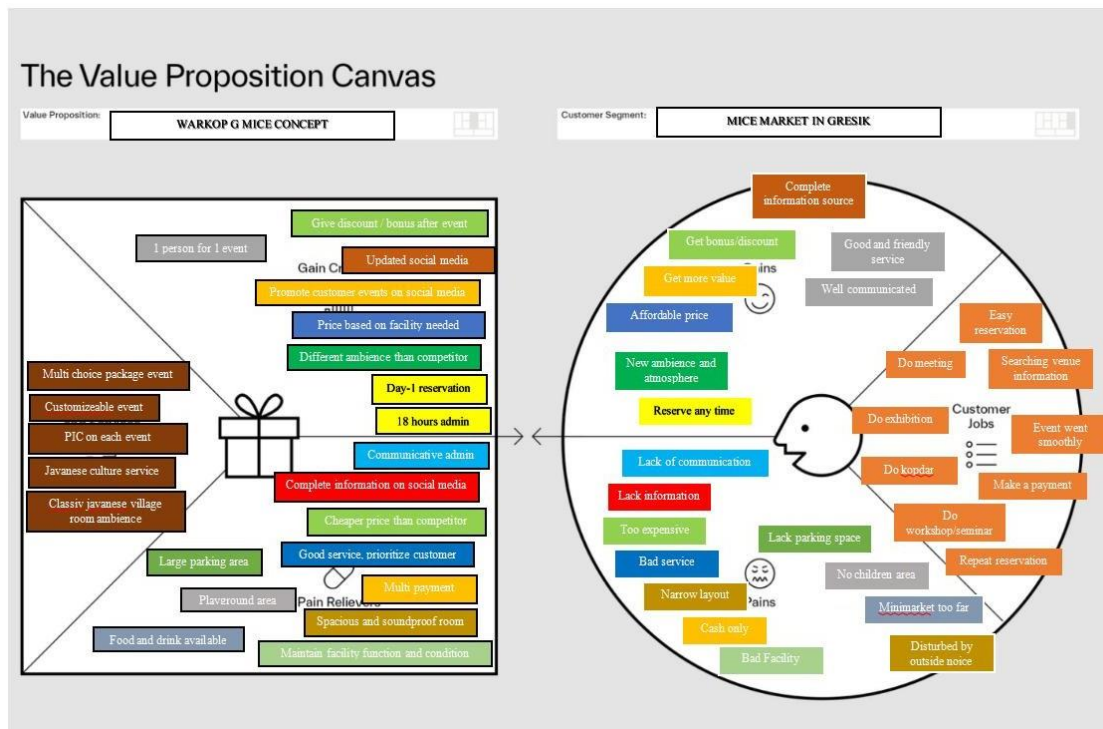 The Value Proposition Canvas
Value Proposition:
WARKOP G MICE CONCEPT
Customer Segment:
MICE MARKET IN GRESIK
Give discount / bonus after event
1 person for 1 event
Gain Cr
Updated social media
Promote customer events on social media
Price based on facility needed
Different ambience than competitor
Day-1 reservation
18 hours admin
Multi choice package event
Customizeable event
PIC on each event
Javanese culture service
Classiv javanese village
room ambience
Communicative admin
Complete information on social media
Cheaper price than competitor
Large parking area
Good service, prioritize customer
Multi payment
Playground area
Pain Relievers
Spacious and soundproof room
Food and drink available
Maintain facility function and condition
Complete
information source
Get bonus/discount
Good and friendly
service
ins
Get more value
Well communicated
Affordable price
New ambience and
atmosphere
Reserve any time
Easy
reservation
Do meeting
Searching venue
information
Do exhibition
Customer
Jobs
Event went
smoothly
Do kopdar
Make a payment
Do
workshop/seminar
Repeat reservation
Lack of communication
Lack information
Too expensive
Lack parking space
Bad service
No children area
Narrow layout
Pains
Minimarket too far
Cash only
Disturbed by
outside noice
Bad Facility